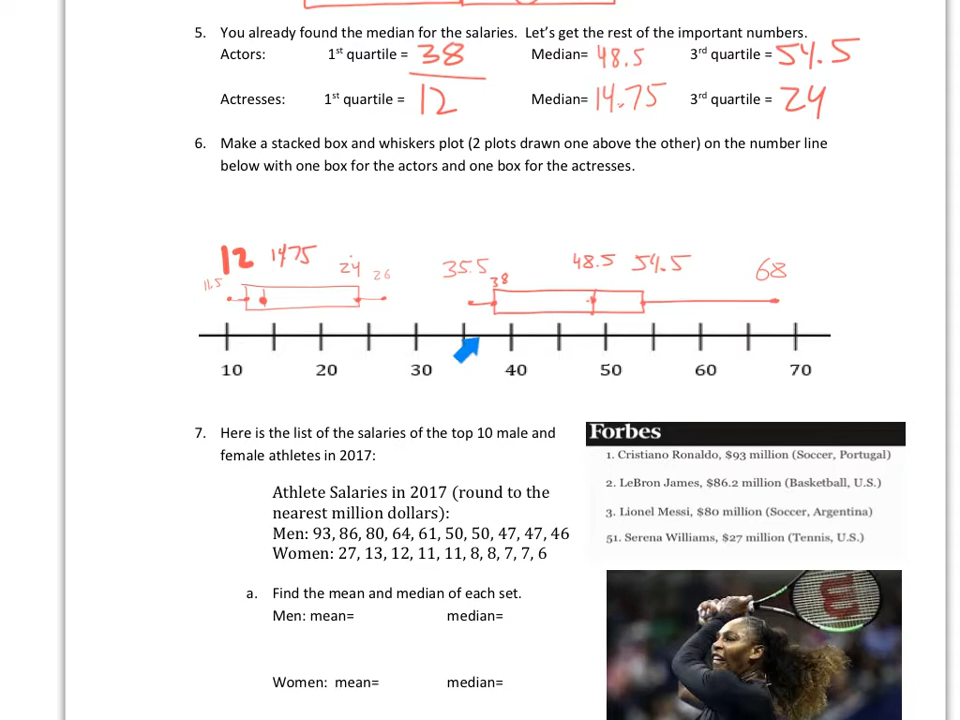 5. You already found the median for the salaries. Let's get the rest of the important numbers.
Actors: 1st quartile = 38 Median= 48.5 3rd quartile = 54.5
Actresses: 1st quartile = 12 Median= 14.75 3rd quartile = 24
6. Make a stacked box and whiskers plot (2 plots drawn one above the other) on the number line
below with one box for the actors and one box for the actresses.
11.5 12 1475 24 26 35.5 38 48.5 54.5 68
10 20 30 40 50 60 70
7. Here is the list of the salaries of the top 10 male and
female athletes in 2017:
Athlete Salaries in 2017 (round to the
nearest million dollars):
Men: 93, 86, 80, 64, 61, 50, 50, 47, 47, 46
Women: 27, 13, 12, 11, 11, 8, 8, 7, 7, 6
Forbes
1. Cristiano Ronaldo, $93 million (Soccer, Portugal)
2. LeBron James, $86.2 million (Basketball, U.S.)
3. Lionel Messi, $80 million (Soccer, Argentina)
51. Serena Williams, $27 million (Tennis, U.S.)
a. Find the mean and median of each set.
Men: mean= median=
Women: mean= median=
W